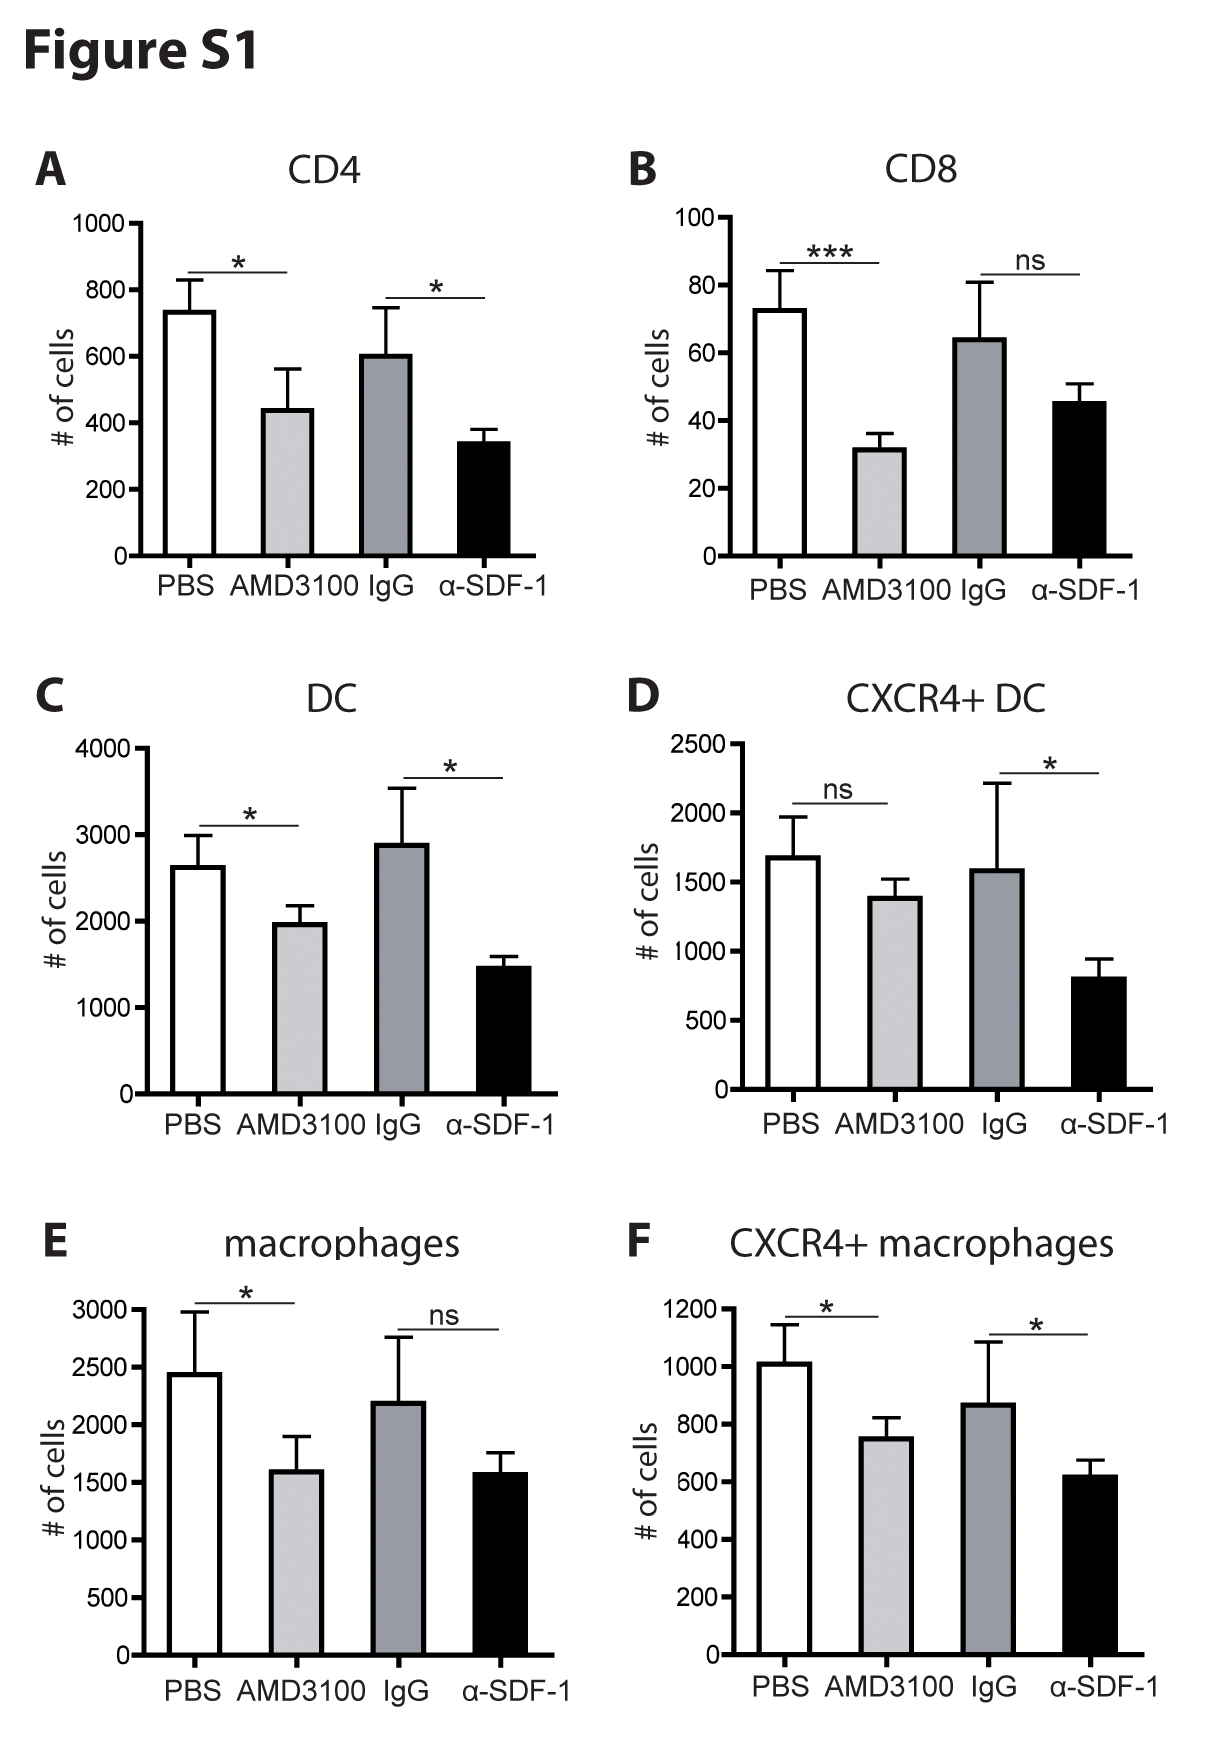 Figure S1
A
CD4
# of cells
1000
800
600
400
200
0
*
*
PBS AMD3100 IgG α-SDF-1
B
CD8
# of cells
100
80
60
40
20
0
***
ns
PBS AMD3100 IgG α-SDF-1
C
DC
# of cells
4000
3000
2000
1000
0
*
*
PBS AMD3100 IgG α-SDF-1
D
CXCR4+ DC
# of cells
2500
2000
1500
1000
500
0
ns
*
PBS AMD3100 IgG α-SDF-1
E
macrophages
# of cells
3000
2500
2000
1500
1000
500
0
*
ns
PBS AMD3100 IgG α-SDF-1
F
CXCR4+ macrophages
# of cells
1200
1000
800
600
400
200
0
*
*
PBS AMD3100 IgG α-SDF-1